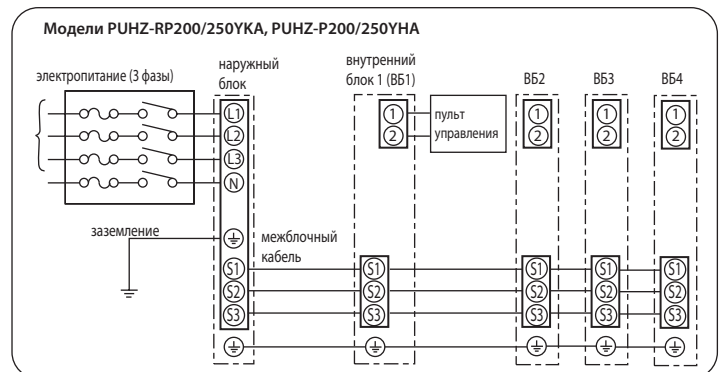 Модели PUHZ-RP200/250YKA, PUHZ-P200/250YHA
электропитание (3 фазы)
наружный
блок
внутренний
блок 1 (ВБ1)
ВБ2
ВБ3
ВБ4
L1
L2
L3
N
1
2
пульт
управления
1
2
1
2
1
2
заземление
межблочный
кабель
S1
S2
S3
S1
S2
S3
S1
S2
S3
S1
S2
S3
S1
S2
S3